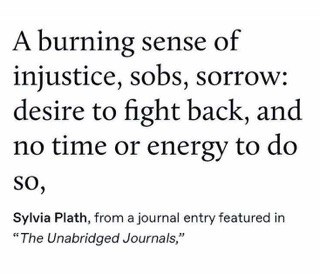 A burning sense of
injustice, sobs, sorrow:
desire to fight back, and
no time or energy to do
so,
Sylvia Plath, from a journal entry featured in
“The Unabridged Journals,”